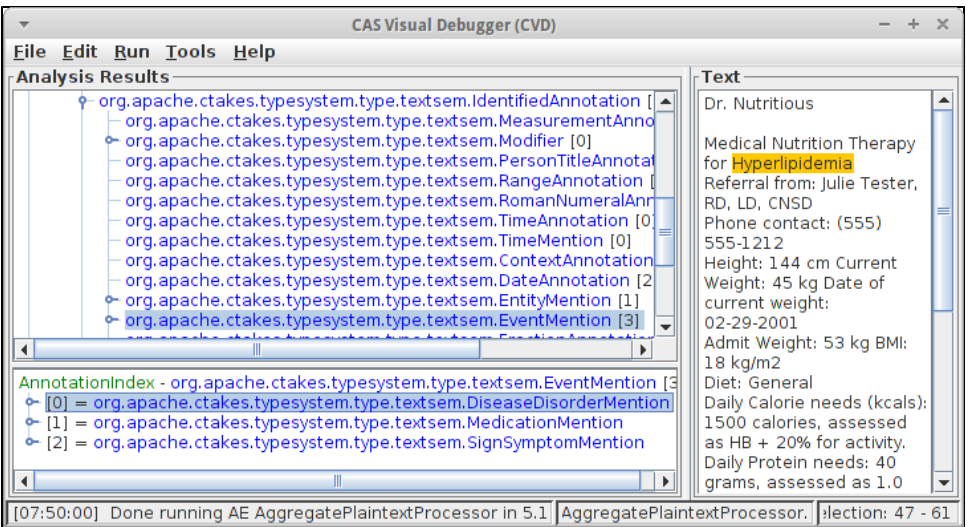 CAS Visual Debugger (CVD)
File Edit Run Tools Help
Analysis Results
org.apache.ctakes.typesystem.type.textsem.IdentifiedAnnotation [
org.apache.ctakes.typesystem.type.textsem.MeasurementAnno
org.apache.ctakes.typesystem.type.textsem.Modifier [0]
org.apache.ctakes.typesystem.type.textsem.PersonTitleAnnotat
org.apache.ctakes.typesystem.type.textsem.RangeAnnotation [
org.apache.ctakes.typesystem.type.textsem.RomanNumeralAnn
org.apache.ctakes.typesystem.type.textsem.TimeAnnotation [0]
org.apache.ctakes.typesystem.type.textsem.TimeMention [0]
org.apache.ctakes.typesystem.type.textsem.ContextAnnotation
org.apache.ctakes.typesystem.type.textsem.DateAnnotation [2
org.apache.ctakes.typesystem.type.textsem.EntityMention [1]
org.apache.ctakes.typesystem.type.textsem.EventMention [3]
AnnotationIndex - org.apache.ctakes.typesystem.type.textsem.EventMention [3
[0] = org.apache.ctakes.typesystem.type.textsem.DiseaseDisorderMention
[1] = org.apache.ctakes.typesystem.type.textsem.MedicationMention
[2] = org.apache.ctakes.typesystem.type.textsem.SignSymptomMention
Text
Dr. Nutritious
Medical Nutrition Therapy
for Hyperlipidemia
Referral from: Julie Tester,
RD, LD, CNSD
Phone contact: (555)
555-1212
Height: 144 cm Current
Weight: 45 kg Date of
current weight:
02-29-2001
Admit Weight: 53 kg BMI:
18 kg/m2
Diet: General
Daily Calorie needs (kcals):
1500 calories, assessed
as HB + 20% for activity.
Daily Protein needs: 40
grams, assessed as 1.0
[07:50:00] Done running AE AggregatePlaintextProcessor in 5.1
AggregatePlaintextProcessor.
lection: 47 - 61